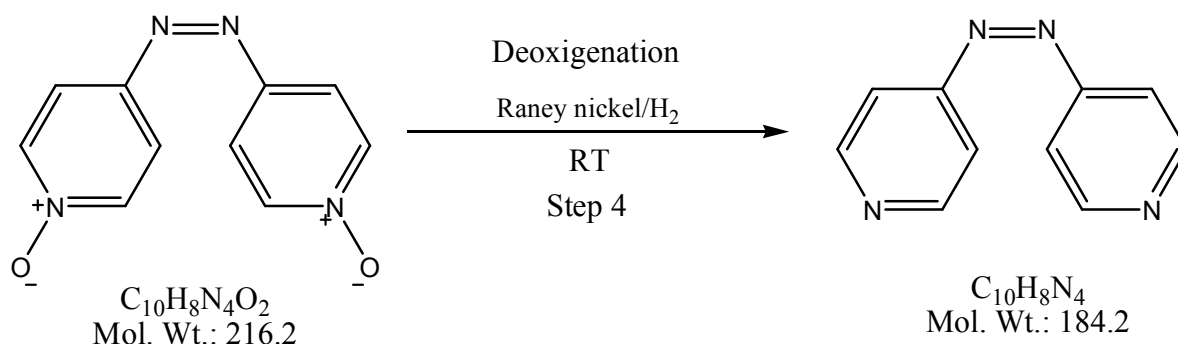 N=N
N=N
Deoxigenation
Raney nickel/H2
RT
Step 4
N+
N+
N
N
O−
O−
C10H8N4O2
Mol. Wt.: 216.2
C10H8N4
Mol. Wt.: 184.2